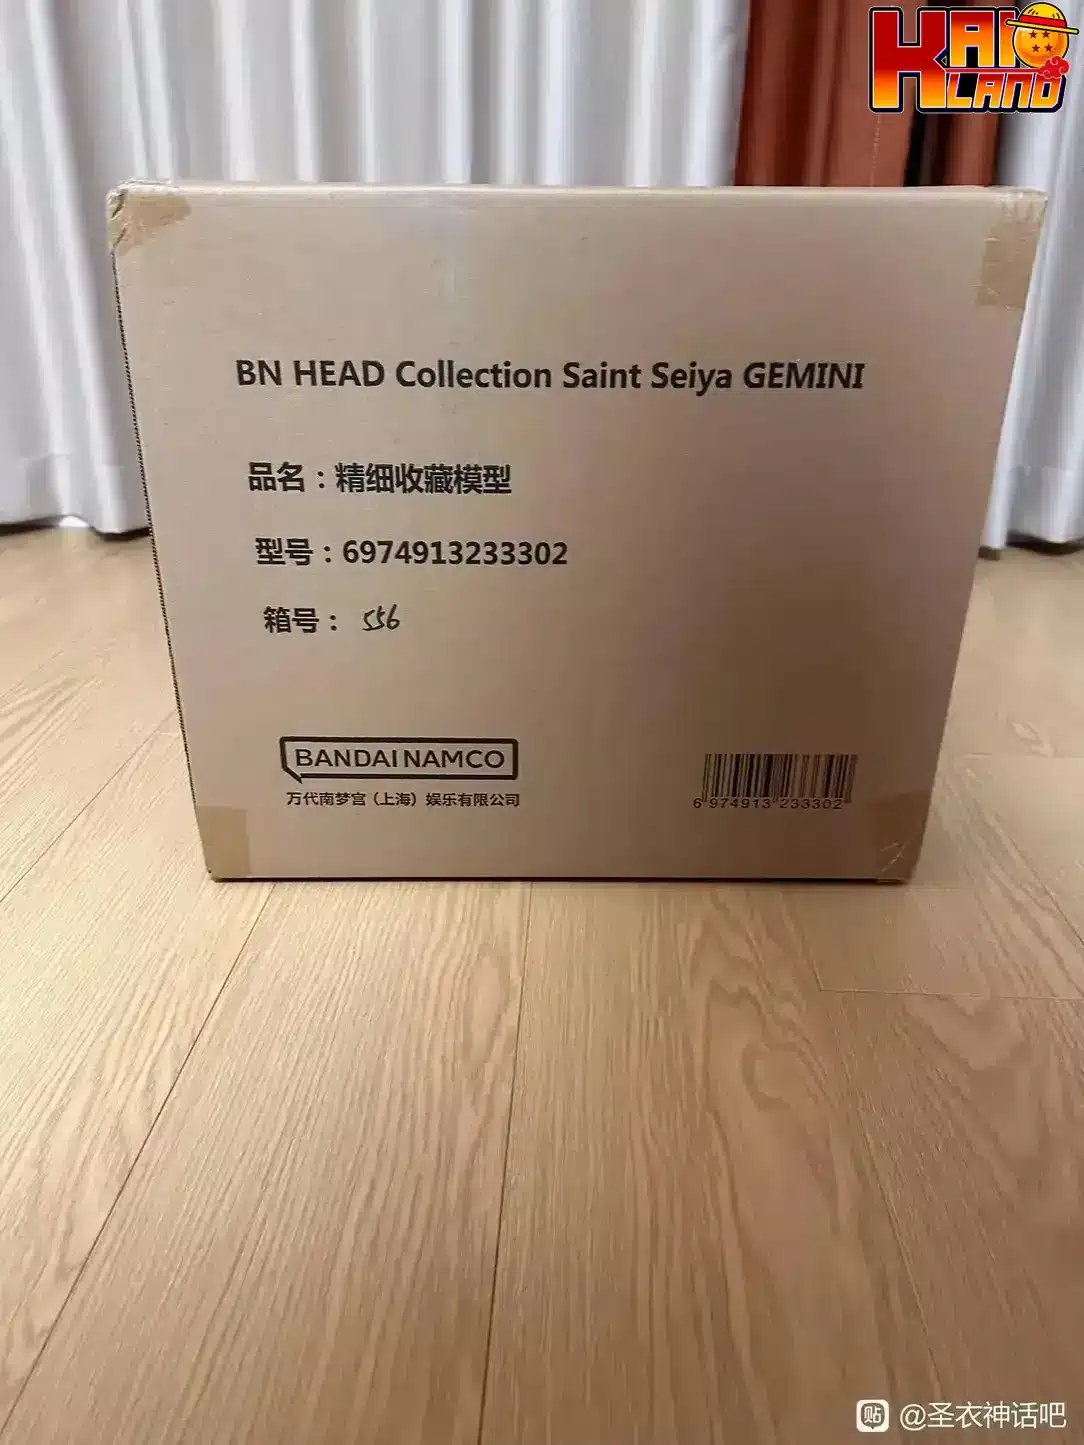 KAIO
LAND
BN HEAD Collection Saint Seiya GEMINI
品名：精细收藏模型
型号：6974913233302
箱号： 556
BANDAI NAMCO
万代南梦宫（上海）娱乐有限公司
6 974913 233302
贴 @圣衣神话吧